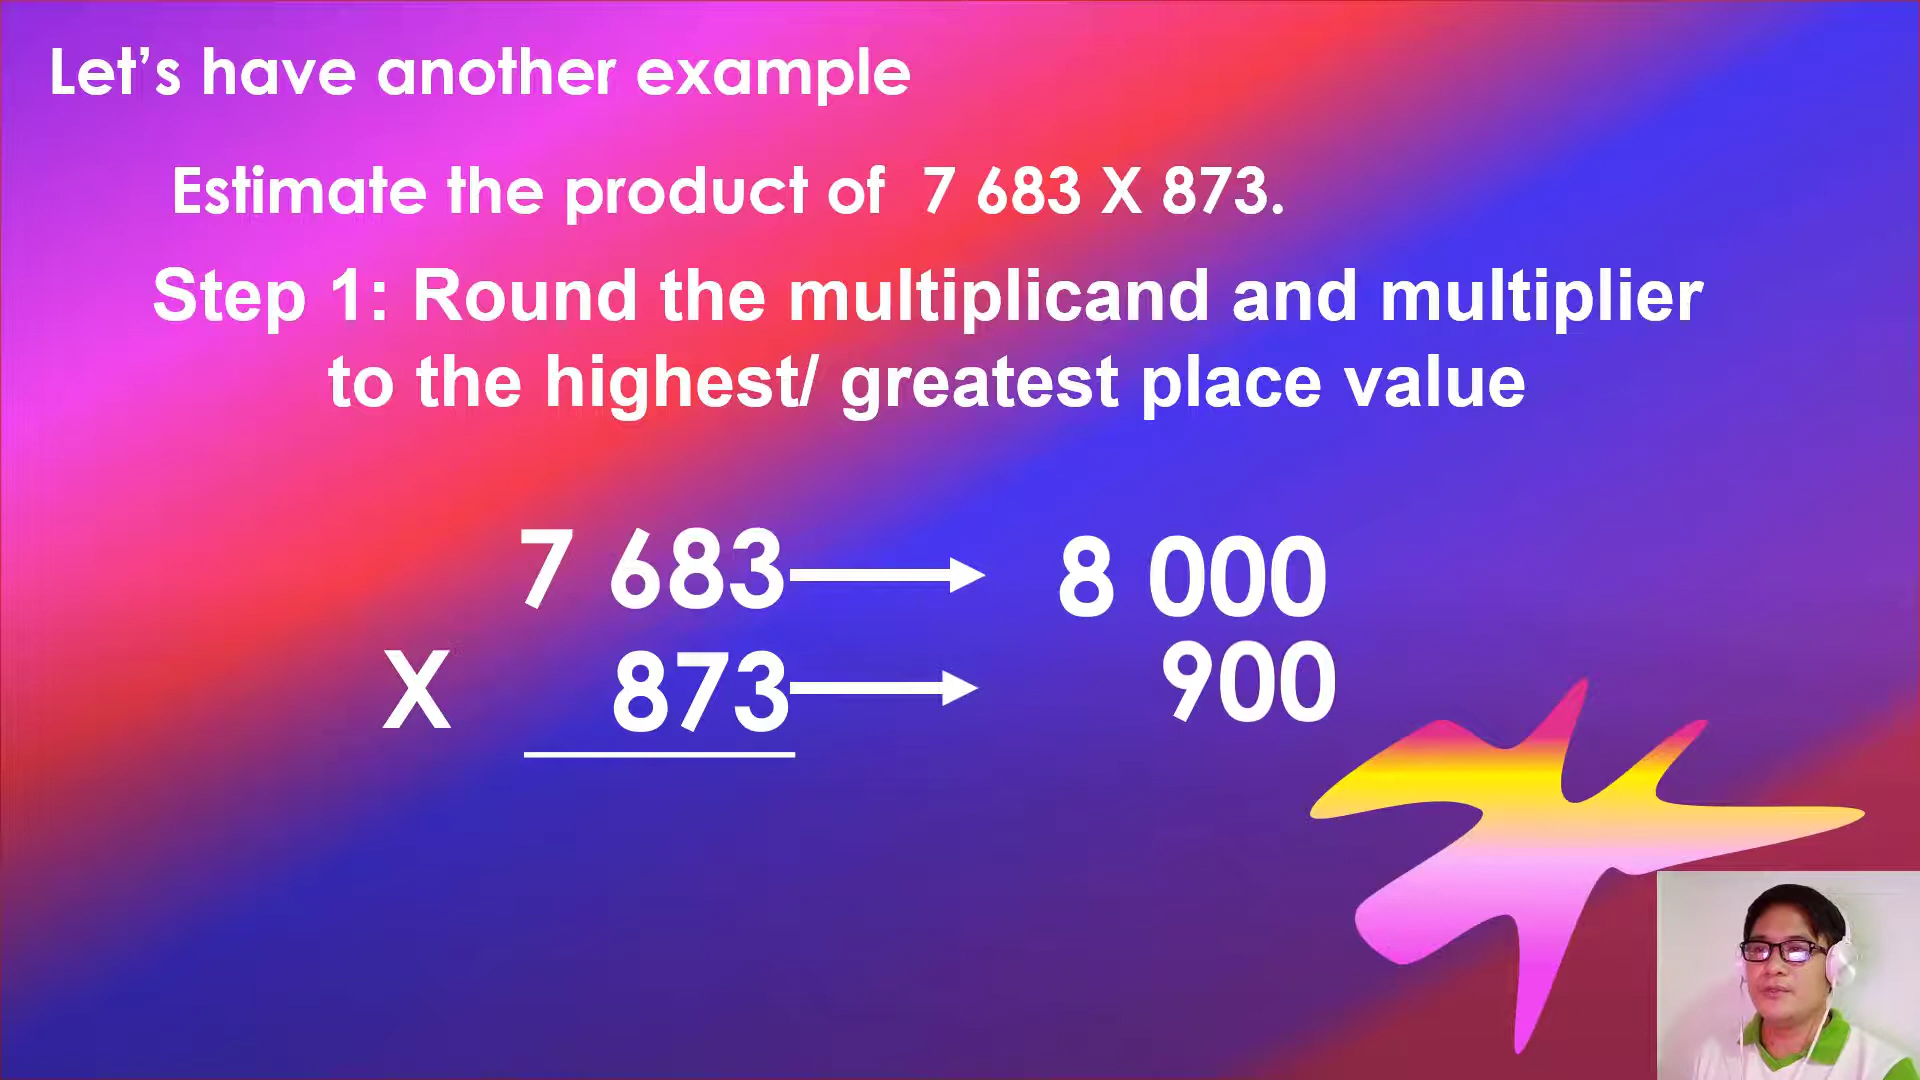 Let’s have another example
Estimate the product of 7 683 X 873.
Step 1: Round the multiplicand and multiplier
to the highest/ greatest place value
7 683 8 000
X 873 900